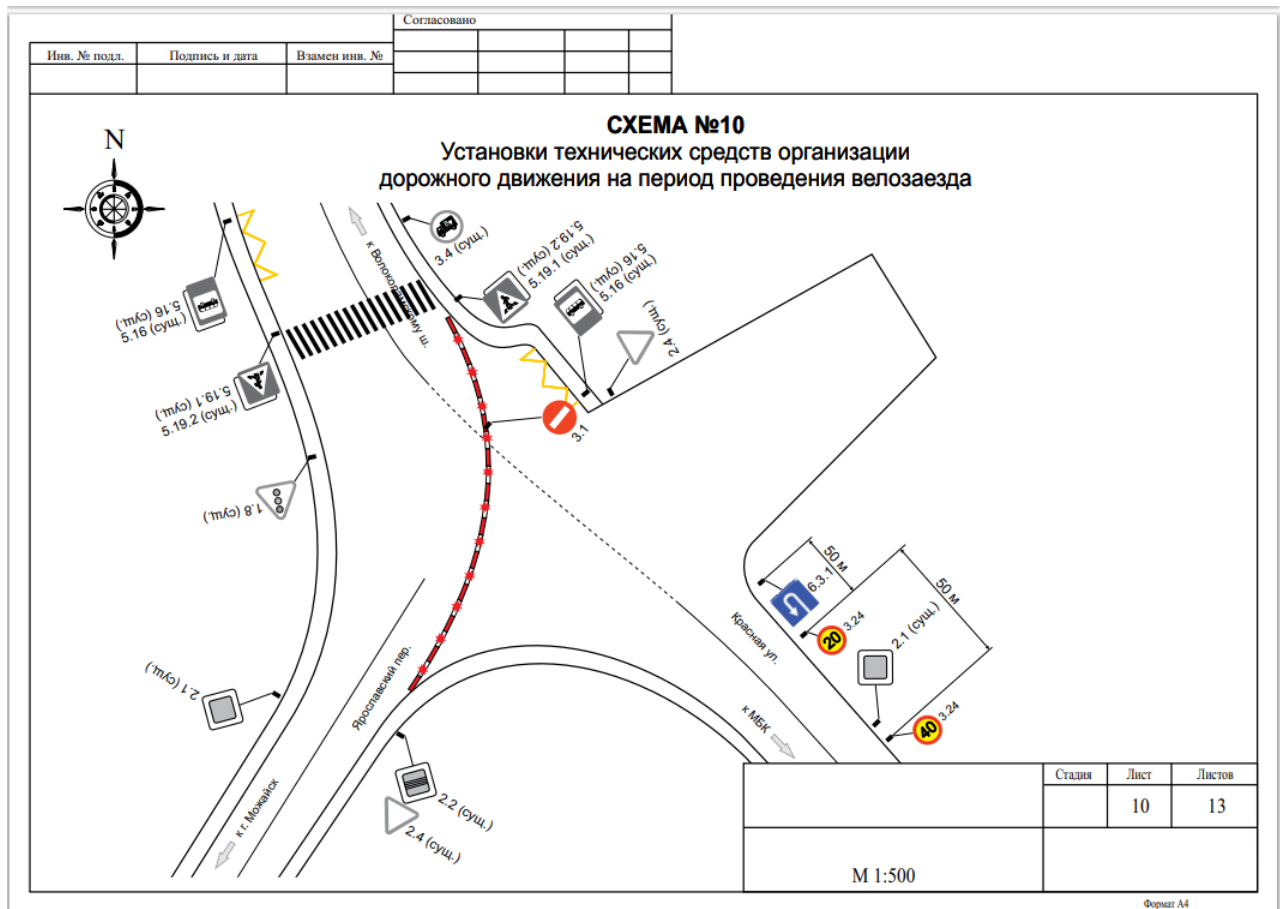 Согласовано
Инв. № подл.
Подпись и дата
Взамен инв. №
СХЕМА №10
Установки технических средств организации
дорожного движения на период проведения велозаезда
N
к Волоколамскому ш.
3.4 (сущ.)
5.19.2 (сущ.)
5.19.1 (сущ.)
5.16 (сущ.)
5.16 (сущ.)
2.4 (сущ.)
5.16 (сущ.)
5.16 (сущ.)
5.19.1 (сущ.)
5.19.2 (сущ.)
3.1
1.8 (сущ.)
50 м
6.3.1
50 м
20
3.24
2.1 (сущ.)
40
3.24
Красная ул.
Ярославский пер.
2.1 (сущ.)
к МБК
к г. Можайск
2.2 (сущ.)
2.4 (сущ.)
Стадия
Лист
Листов
10
13
М 1:500
Формат А4